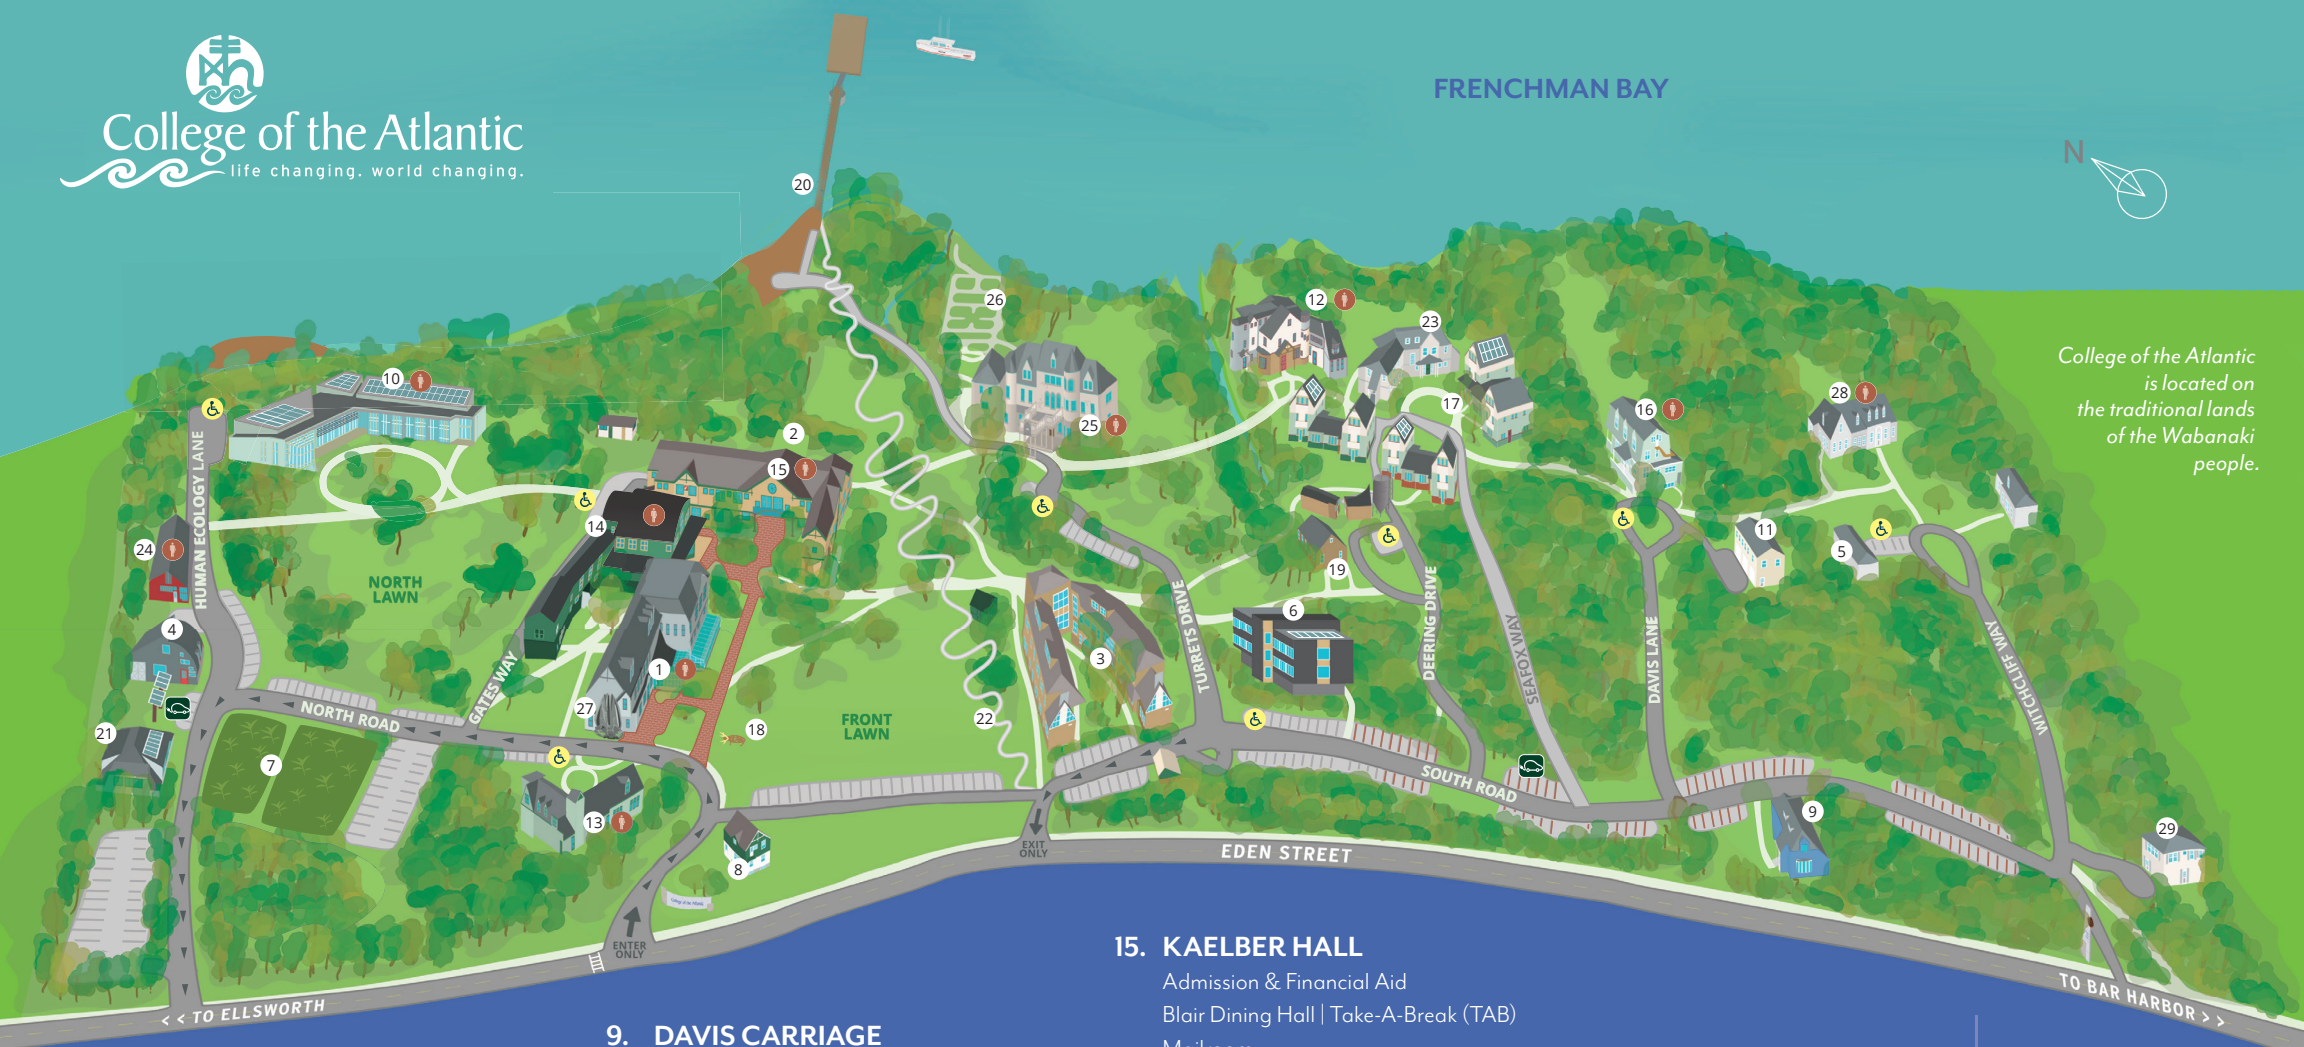 College of the Atlantic
life changing. world changing.
FRENCHMAN BAY
N
20
26
12
23
College of the Atlantic
is located on
the traditional lands
of the Wabanaki
people.
10
17
28
16
25
2
15
14
11
5
24
HUMAN ECOLOGY LANE
NORTH
LAWN
19
6
4
GATES WAY
1
3
TURRETS DRIVE
DEERING DRIVE
SEAFOX WAY
DAVIS LANE
WITCHCLIFF WAY
NORTH ROAD
27
18
FRONT
LAWN
22
21
7
SOUTH ROAD
13
8
9
29
EXIT
ONLY
EDEN STREET
College of the Atlantic
ENTER
ONLY
<< TO ELLSWORTH
TO BAR HARBOR >>
15. KAELBER HALL
Admission & Financial Aid
Blair Dining Hall | Take-A-Break (TAB)
9. DAVIS CARRIAGE